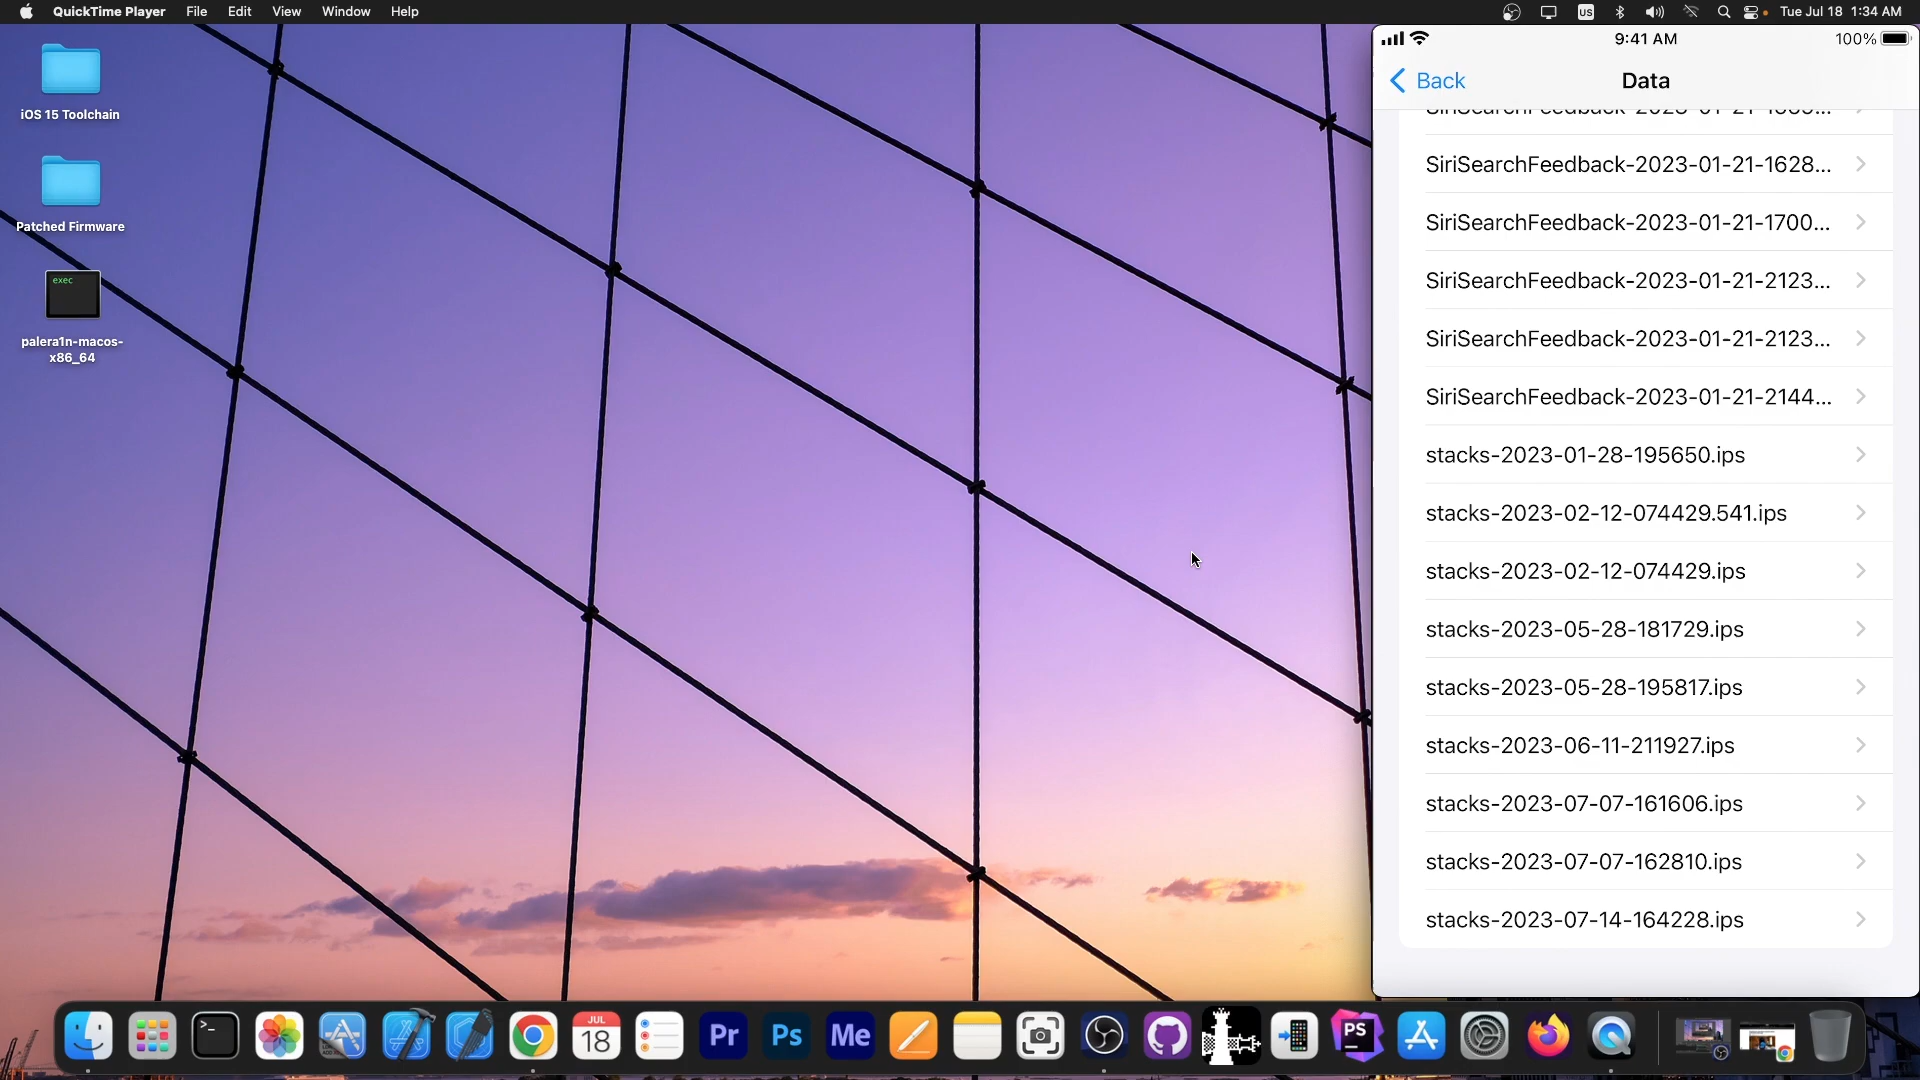 QuickTime Player File Edit View Window Help
US Tue Jul 18 1:34 AM
iOS 15 Toolchain
Patched Firmware
exec
palera1n-macos-
x86_64
9:41 AM 100%
Back Data
SiriSearchFeedback-2023-01-21-1628...
SiriSearchFeedback-2023-01-21-1700...
SiriSearchFeedback-2023-01-21-2123...
SiriSearchFeedback-2023-01-21-2123...
SiriSearchFeedback-2023-01-21-2144...
stacks-2023-01-28-195650.ips
stacks-2023-02-12-074429.541.ips
stacks-2023-02-12-074429.ips
stacks-2023-05-28-181729.ips
stacks-2023-05-28-195817.ips
stacks-2023-06-11-211927.ips
stacks-2023-07-07-161606.ips
stacks-2023-07-07-162810.ips
stacks-2023-07-14-164228.ips
JUL
18
Pr
Ps
Me
PS